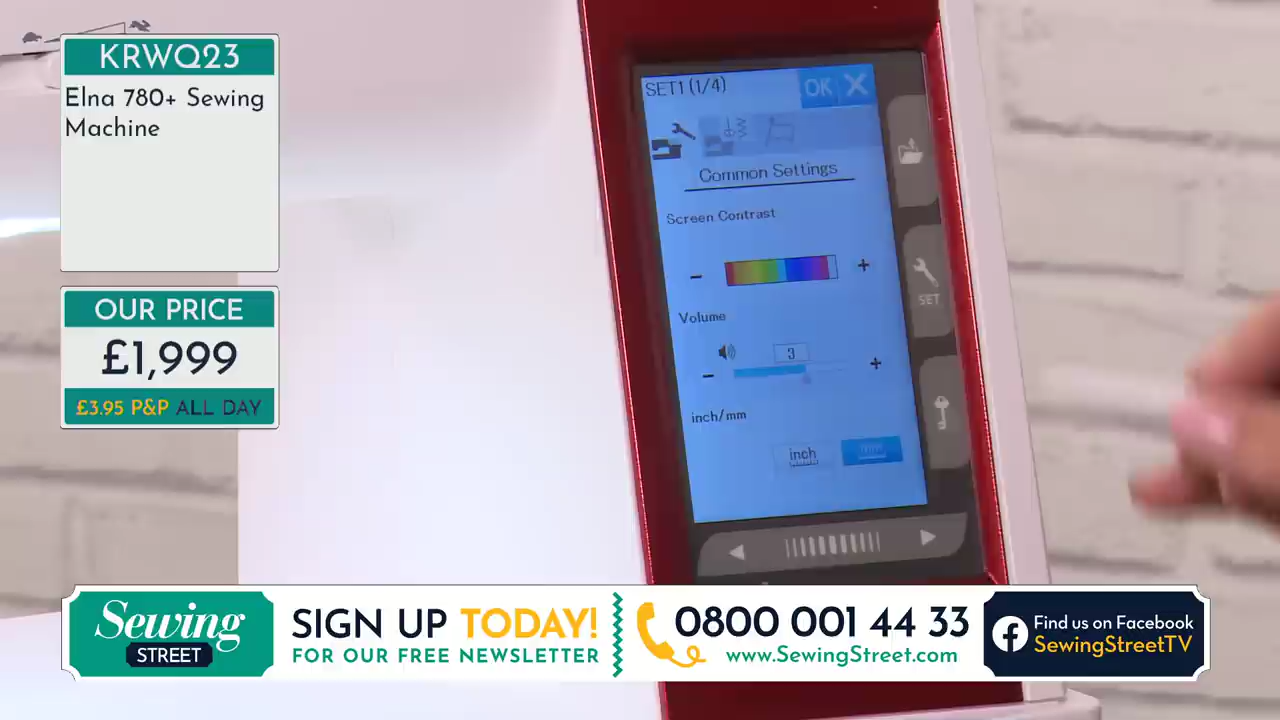 KRWQ23
Elna 780+ Sewing
Machine
OUR PRICE
£1,999
£3.95 P&P ALL DAY
SET1 (1/4)
OK
Common Settings
Screen Contrast
- +
Volume
3
- +
inch/mm
inch
SET
Sewing
STREET
SIGN UP TODAY!
FOR OUR FREE NEWSLETTER
0800 001 44 33
www.SewingStreet.com
Find us on Facebook
SewingStreetTV